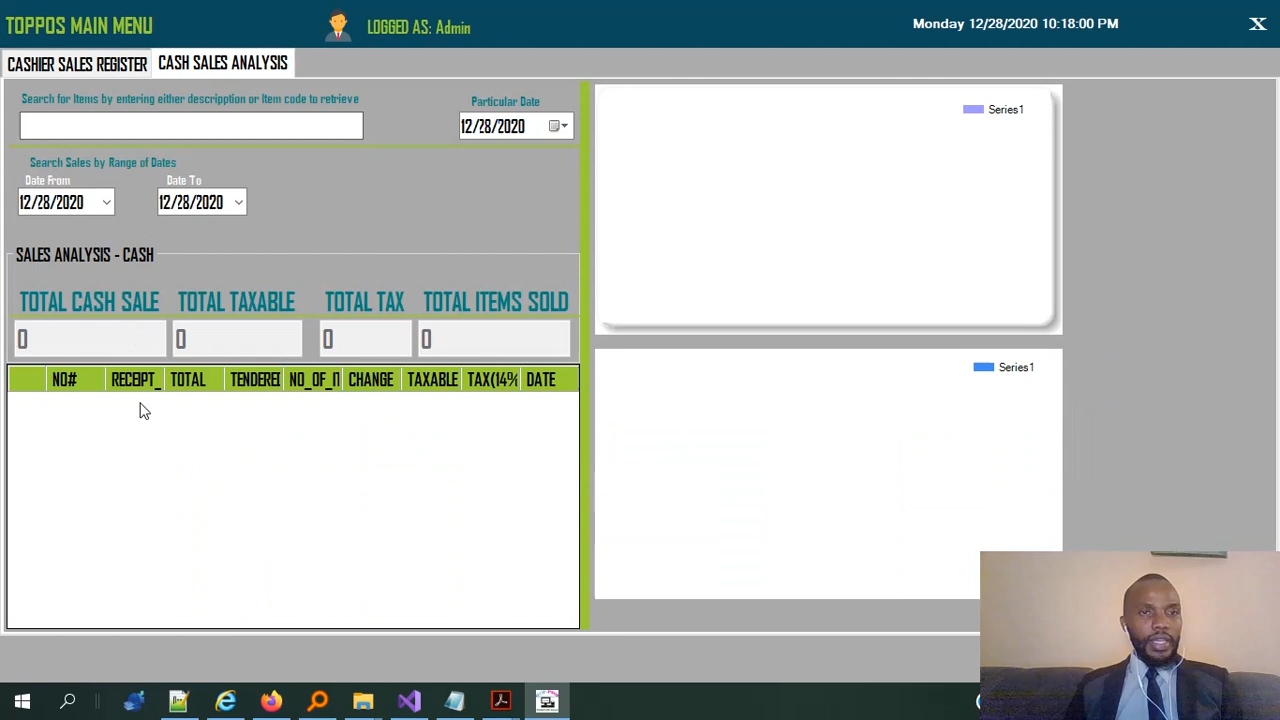 TOPPOS MAIN MENU
LOGGED AS: Admin
Monday 12/28/2020 10:18:00 PM
X
CASHIER SALES REGISTER
CASH SALES ANALYSIS
Search for Items by entering either descripption or Item code to retrieve
Particular Date
12/28/2020
Search Sales by Range of Dates
Date From
Date To
12/28/2020
12/28/2020
SALES ANALYSIS - CASH
TOTAL CASH SALE
TOTAL TAXABLE
TOTAL TAX
TOTAL ITEMS SOLD
0
0
0
0
NO#
RECEIPT_
TOTAL
TENDERE
NO_OF_
CHANGE
TAXABLE
TAX(14%
DATE
Series1
Series1